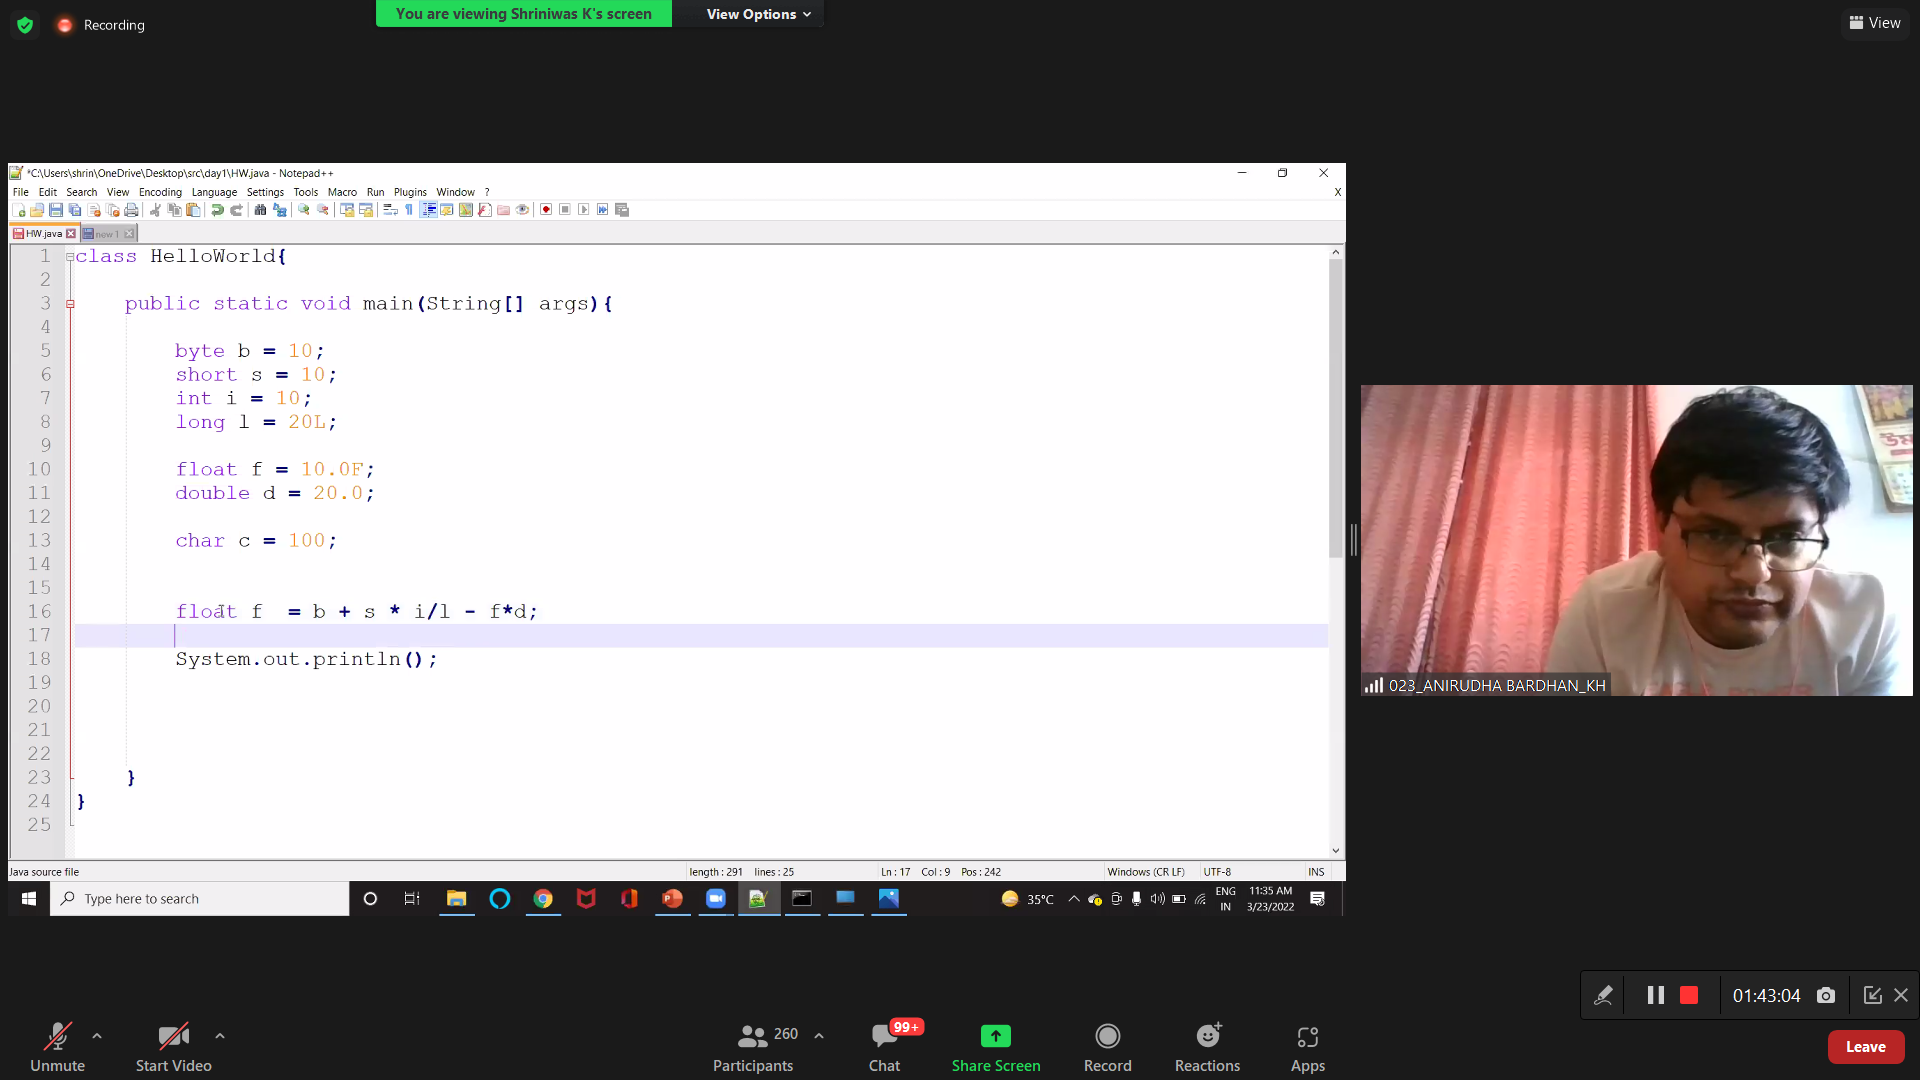 Recording
You are viewing Shriniwas K's screen
View Options
View
*C:\Users\shrin\OneDrive\Desktop\src\day1\HW.java - Notepad++
File Edit Search View Encoding Language Settings Tools Macro Run Plugins Window ? X
HW.java new 1
1 class HelloWorld{
2
3 public static void main(String[] args){
4
5 byte b = 10;
6 short s = 10;
7 int i = 10;
8 long l = 20L;
9
10 float f = 10.0F;
11 double d = 20.0;
12
13 char c = 100;
14
15
16 float f  = b + s * i/l - f*d;
17
18 System.out.println();
19
20
21
22
23 }
24 }
25
Java source file length : 291 lines : 25 Ln : 17 Col : 9 Pos : 242 Windows (CR LF) UTF-8 INS
Type here to search
35°C
ENG
IN
11:35 AM
3/23/2022
023_ANIRUDHA BARDHAN_KH
01:43:04
Unmute
Start Video
260
Participants
99+
Chat
Share Screen
Record
Reactions
Apps
Leave